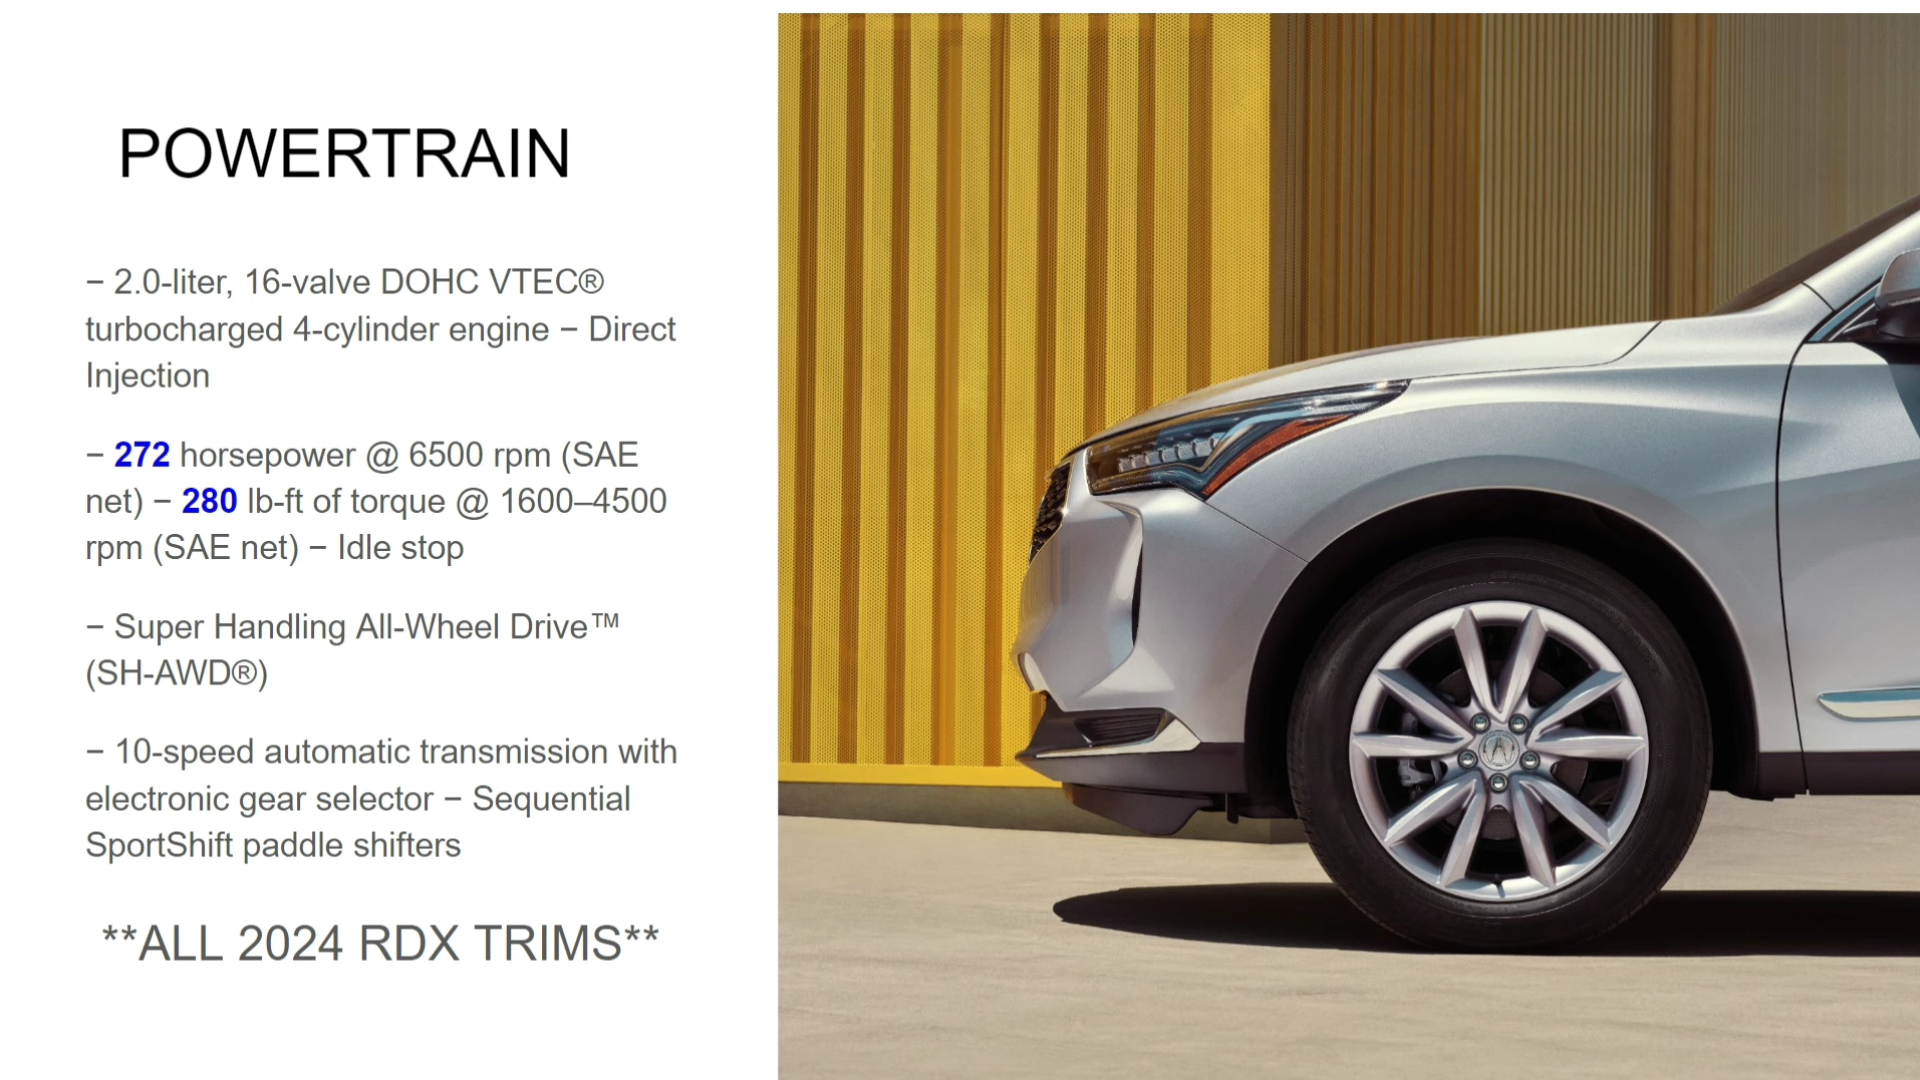 POWERTRAIN
− 2.0-liter, 16-valve DOHC VTEC®
turbocharged 4-cylinder engine − Direct
Injection
− 272 horsepower @ 6500 rpm (SAE
net) − 280 lb-ft of torque @ 1600–4500
rpm (SAE net) − Idle stop
− Super Handling All-Wheel Drive™
(SH-AWD®)
− 10-speed automatic transmission with
electronic gear selector − Sequential
SportShift paddle shifters
**ALL 2024 RDX TRIMS**